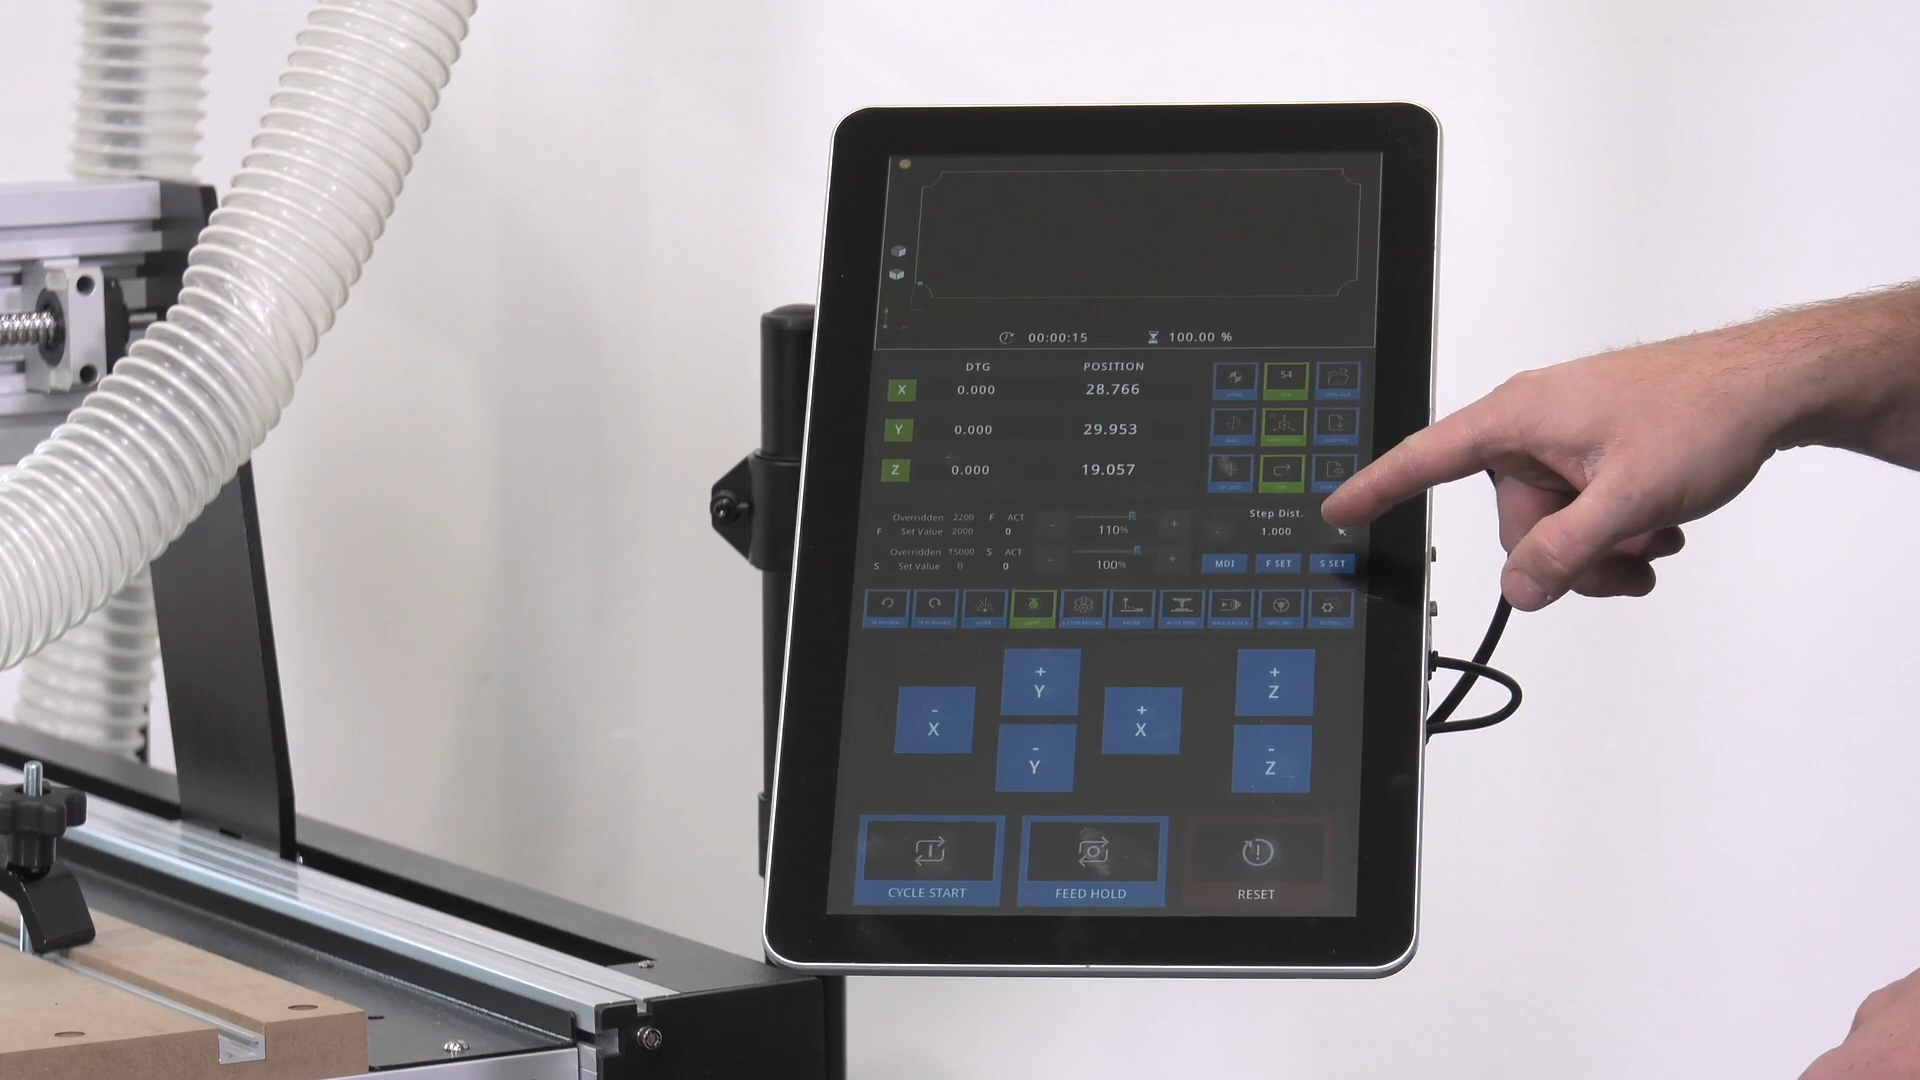 00:00:15 100.00 %
DTG POSITION
X 0.000 28.766
Y 0.000 29.953
Z 0.000 19.057
54
Overridden 2200 F ACT
F Set Value 2000 0
- 110% +
Overridden 15000 S ACT
S Set Value 0 0
- 100% +
Step Dist.
- 1.000
MDI F SET S SET
+ Y
- X
+ X
- Y
+ Z
- Z
CYCLE START FEED HOLD RESET